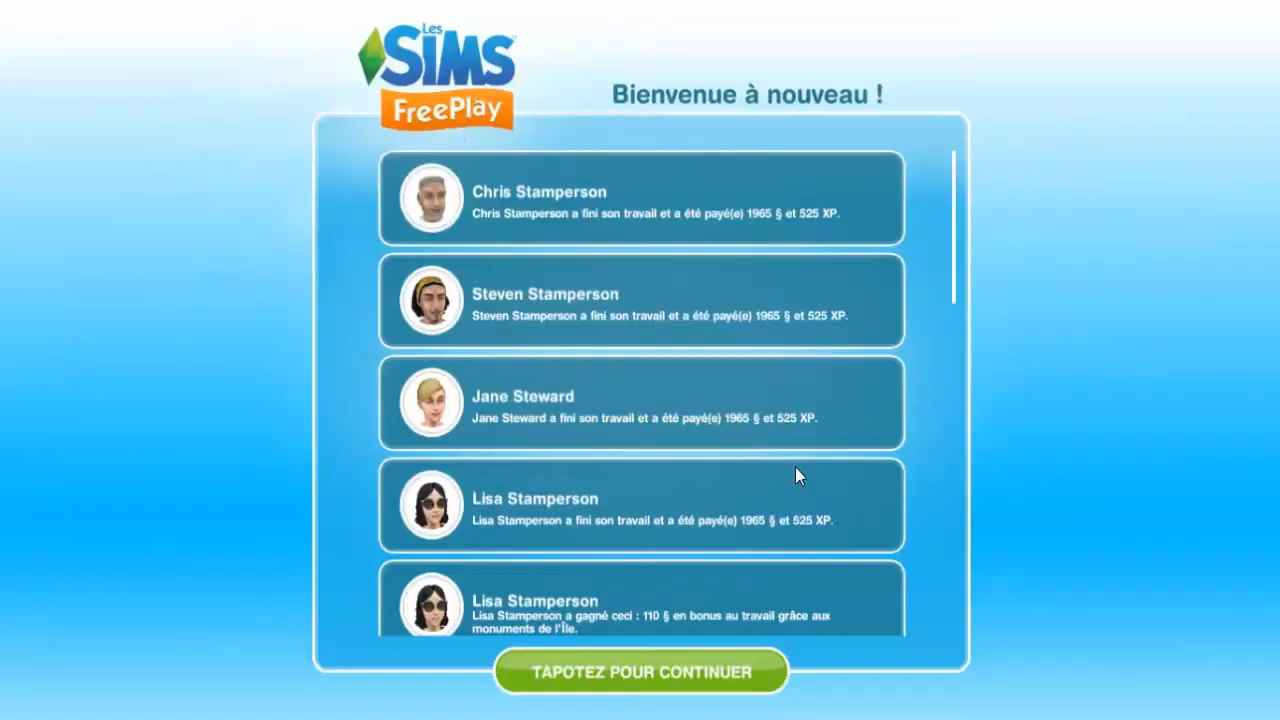 Les
SIMS
FreePlay
Bienvenue à nouveau !
Chris Stamperson
Chris Stamperson a fini son travail et a été payé(e) 1965 § et 525 XP.
Steven Stamperson
Steven Stamperson a fini son travail et a été payé(e) 1965 § et 525 XP.
Jane Steward
Jane Steward a fini son travail et a été payé(e) 1965 § et 525 XP.
Lisa Stamperson
Lisa Stamperson a fini son travail et a été payé(e) 1965 § et 525 XP.
Lisa Stamperson
Lisa Stamperson a gagné ceci : 110 § en bonus au travail grâce aux
monuments de l'Île.
TAPOTEZ POUR CONTINUER